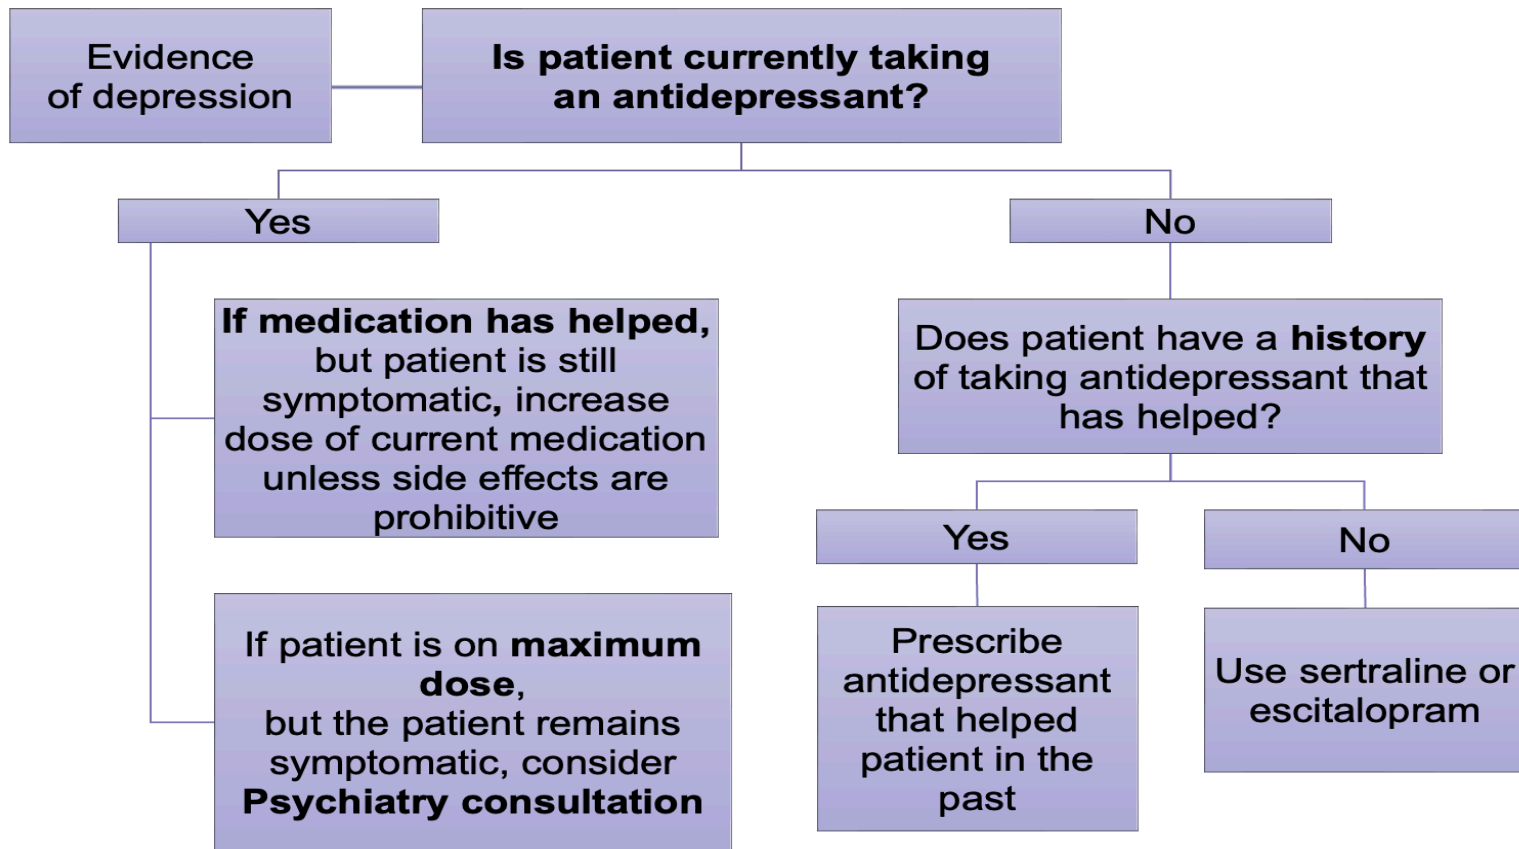 Evidence
of depression
Is patient currently taking
an antidepressant?
Yes
No
If medication has helped,
but patient is still
symptomatic, increase
dose of current medication
unless side effects are
prohibitive
If patient is on maximum
dose,
but the patient remains
symptomatic, consider
Psychiatry consultation
Does patient have a history
of taking antidepressant that
has helped?
Yes
No
Prescribe
antidepressant
that helped
patient in the
past
Use sertraline or
escitalopram